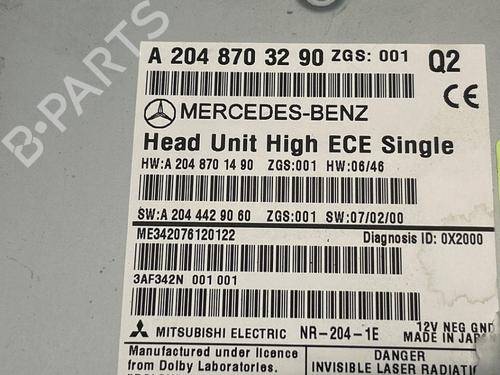 A 204 870 32 90 ZGS: 001 Q2
CE
MERCEDES-BENZ
Head Unit High ECE Single
HW:A 204 870 14 90 ZGS:001 HW:06/46
SW:A 204 442 90 60 ZGS:001 SW:07/02/00
ME342076120122 Diagnosis ID: 0X2000
3AF342N 001 001
MITSUBISHI ELECTRIC NR-204-1E
12V NEG GND
MADE IN JAPA
Manufactured under licence
from Dolby Laboratories.
DANGER
INVISIBLE LASER RADIATIO
B-PARTS